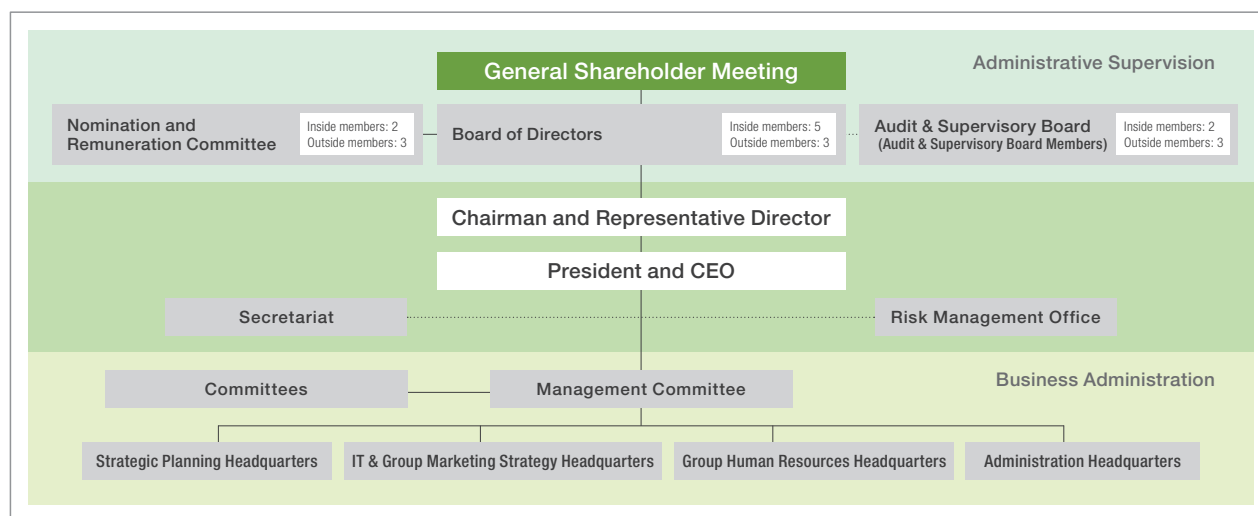 General Shareholder Meeting
Administrative Supervision
Nomination and
Remuneration Committee
Inside members: 2
Outside members: 3
Board of Directors
Inside members: 5
Outside members: 3
Audit & Supervisory Board
(Audit & Supervisory Board Members)
Inside members: 2
Outside members: 3
Chairman and Representative Director
President and CEO
Secretariat
Risk Management Office
Committees
Management Committee
Business Administration
Strategic Planning Headquarters
IT & Group Marketing Strategy Headquarters
Group Human Resources Headquarters
Administration Headquarters